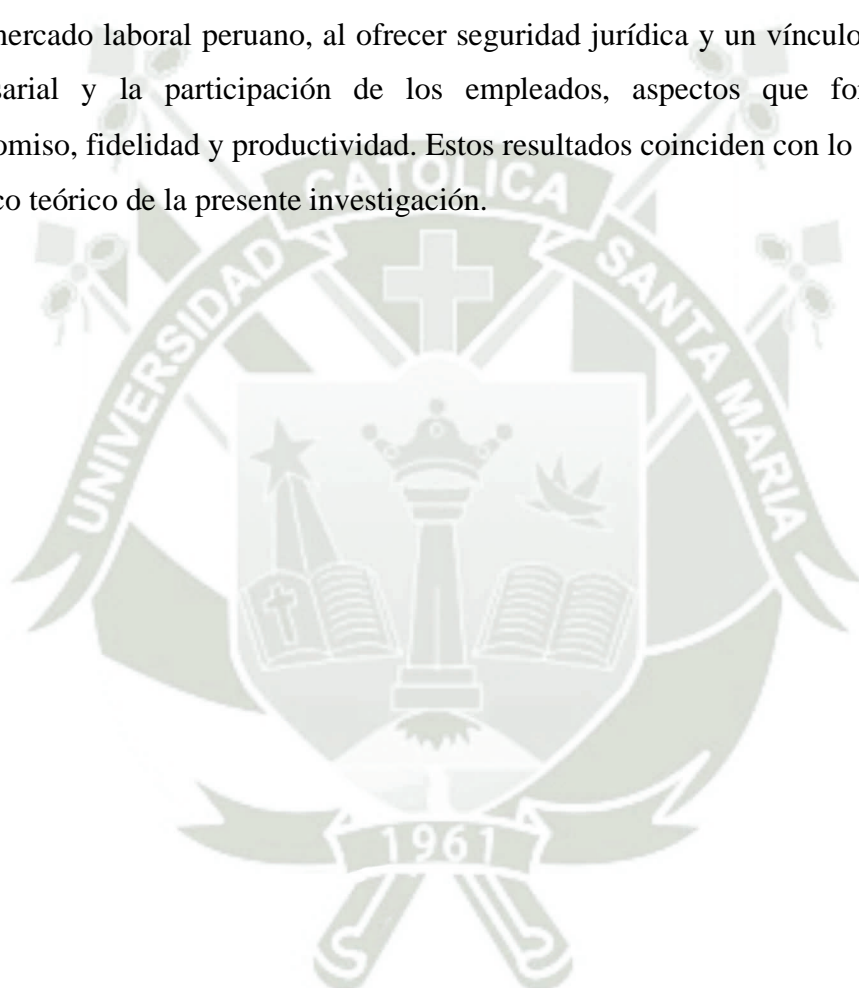 mercado laboral peruano, al ofrecer seguridad jurídica y un vínculo
sarial y la participación de los empleados, aspectos que
omiso, fidelidad y productividad. Estos resultados coinciden con lo
co teórico de la presente investigación.
UNIVERSIDAD CATOLICA SANTA MARIA
1961